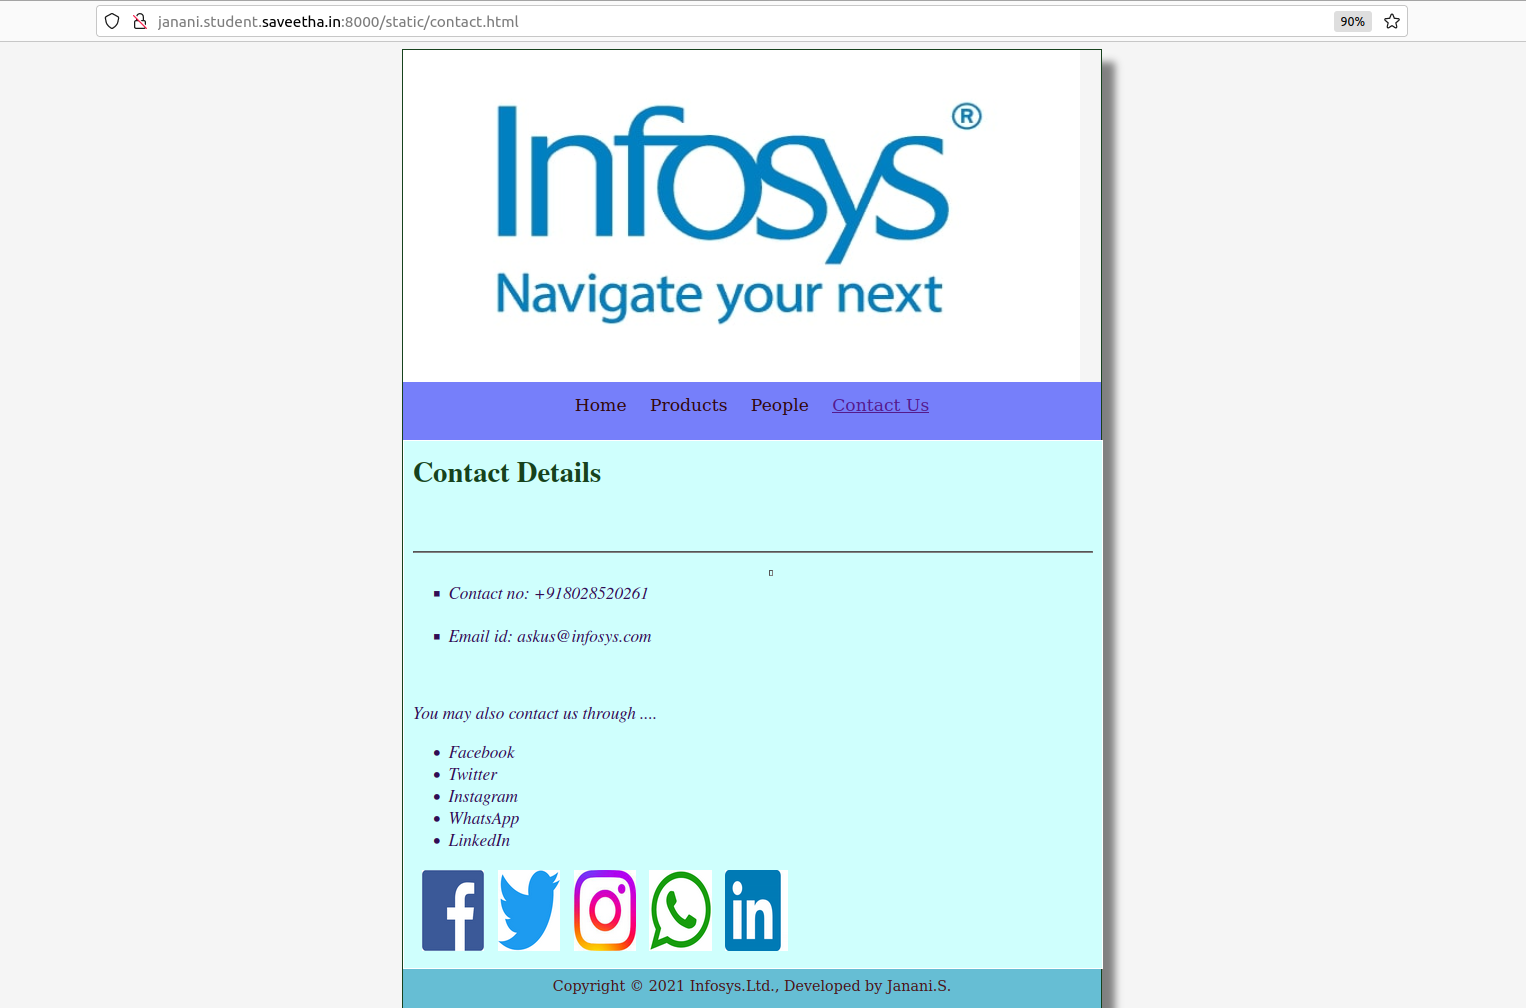 janani.student.saveetha.in:8000/static/contact.html 90%
Infosys®
Navigate your next
Home Products People Contact Us
Contact Details
Contact no: +918028520261
Email id: askus@infosys.com
You may also contact us through ....
Facebook
Twitter
Instagram
WhatsApp
LinkedIn
f in
Copyright © 2021 Infosys.Ltd., Developed by Janani.S.